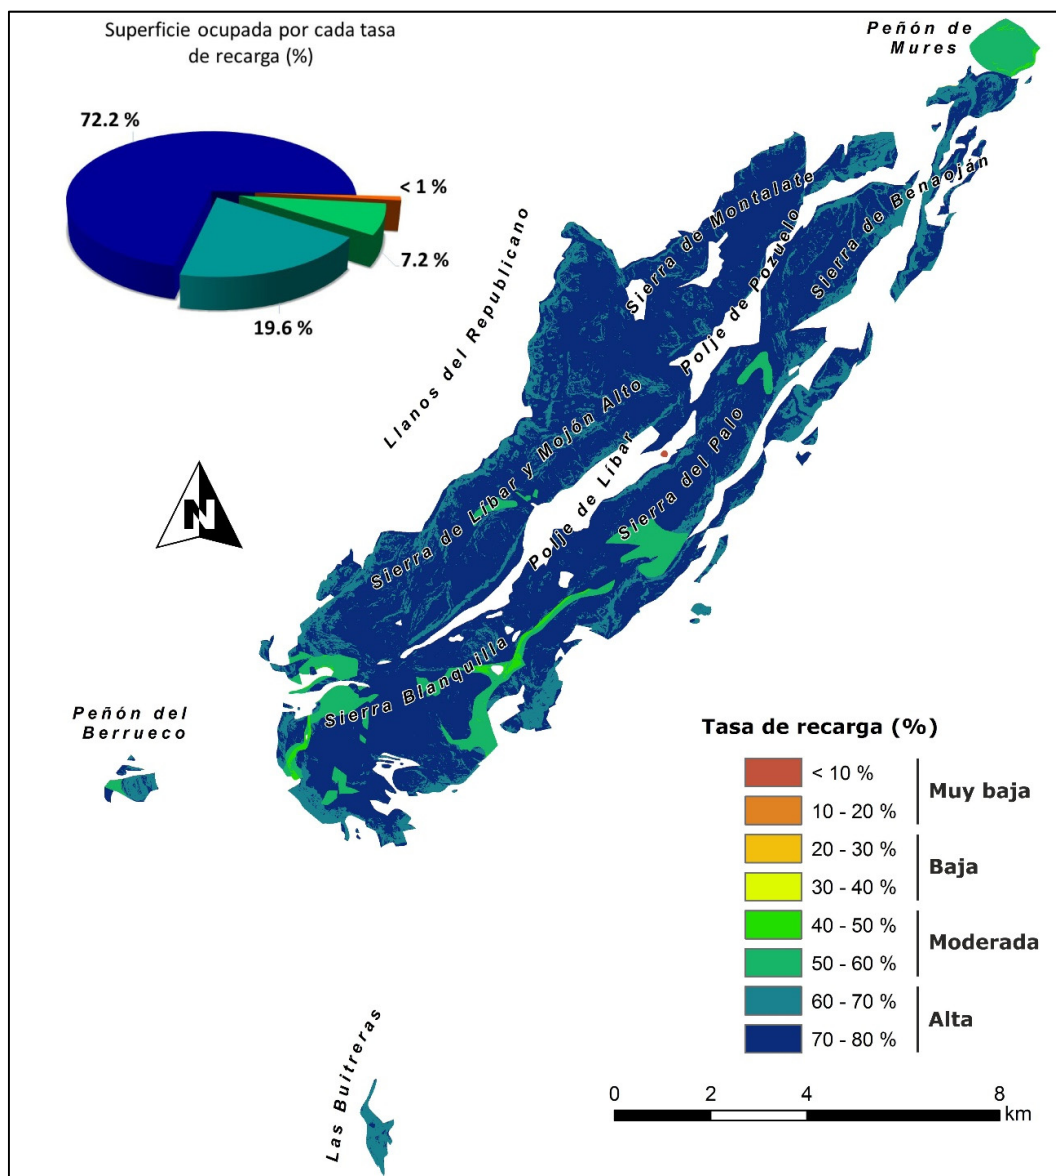 Superficie ocupada por cada tasa
de recarga (%)
72.2 %
< 1 %
7.2 %
19.6 %
Peñón de
Mures
Sierra de Montalate
Sierra de Benaoján
Polje de Pozuelo
Llanos del Republicano
Sierra de Líbar y Mojón Alto
Polje de Líbar
Sierra del Palo
N
Sierra Blanquilla
Peñón del
Berrueco
Las Buitreras
Tasa de recarga (%)
< 10 %
10 - 20 %
Muy baja
20 - 30 %
30 - 40 %
Baja
40 - 50 %
50 - 60 %
Moderada
60 - 70 %
70 - 80 %
Alta
0 2 4 8
km